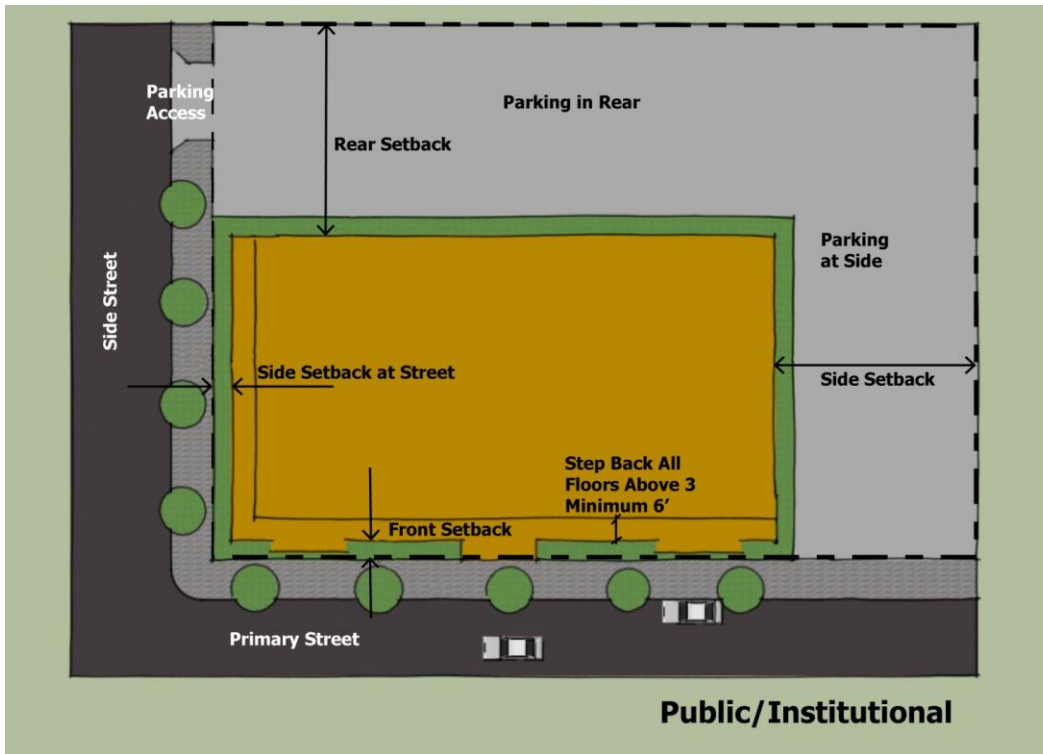 Parking
Access
Parking in Rear
Rear Setback
Parking
at Side
Side Street
Side Setback at Street
Side Setback
Step Back All
Floors Above 3
Minimum 6’
Front Setback
Primary Street
Public/Institutional